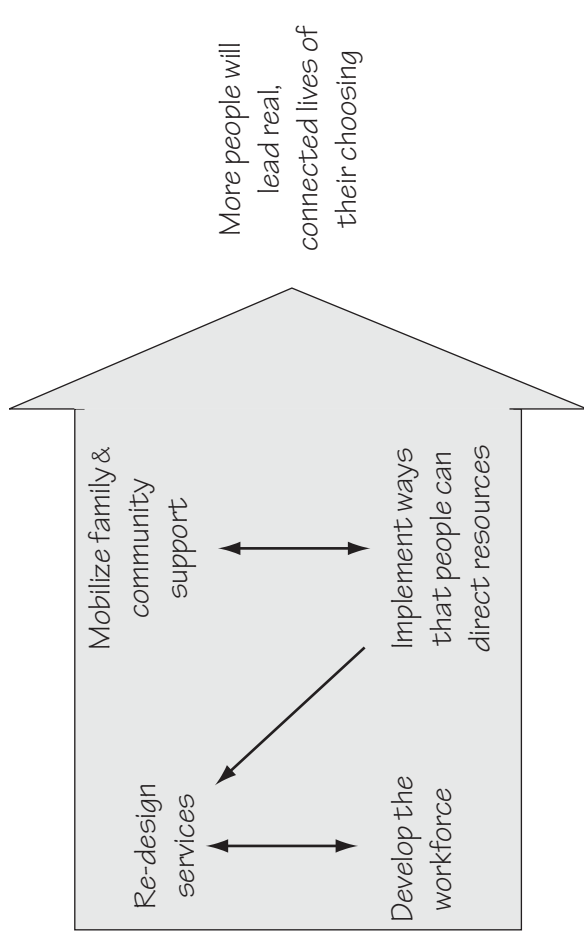 Re-design
services
Develop the
workforce
Mobilize family &
community
support
Implement ways
that people can
direct resources
More people will
lead real,
connected lives of
their choosing